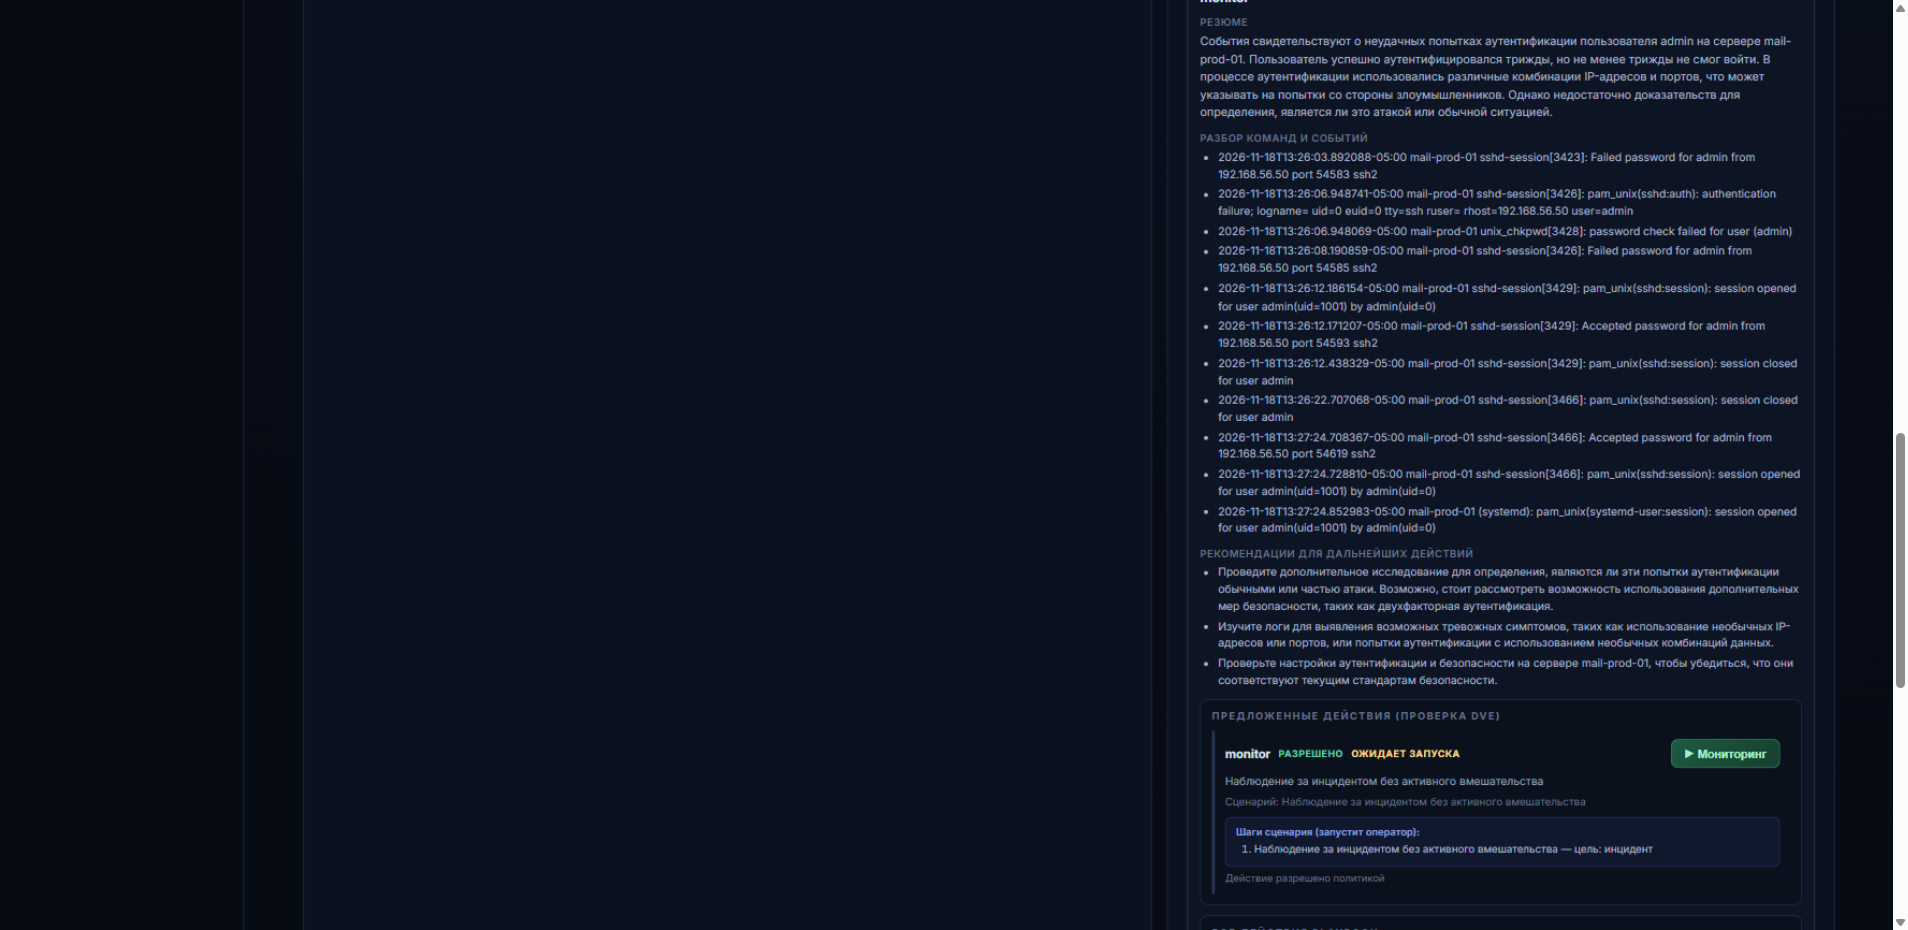 monitor
РЕЗЮМЕ
События свидетельствуют о неудачных попытках аутентификации пользователя admin на сервере mail-
prod-01. Пользователь успешно аутентифицировался трижды, но не менее трижды не смог войти. В
процессе аутентификации использовались различные комбинации IP-адресов и портов, что может
указывать на попытки со стороны злоумышленников. Однако недостаточно доказательств для
определения, является ли это атакой или обычной ситуацией.
РАЗБОР КОМАНД И СОБЫТИЙ
• 2026-11-18T13:26:03.892088-05:00 mail-prod-01 sshd-session[3423]: Failed password for admin from
192.168.56.50 port 54583 ssh2
• 2026-11-18T13:26:06.948741-05:00 mail-prod-01 sshd-session[3426]: pam_unix(sshd:auth): authentication
failure; logname= uid=0 euid=0 tty=ssh ruser= rhost=192.168.56.50 user=admin
• 2026-11-18T13:26:06.948069-05:00 mail-prod-01 unix_chkpwd[3428]: password check failed for user (admin)
• 2026-11-18T13:26:08.190859-05:00 mail-prod-01 sshd-session[3426]: Failed password for admin from
192.168.56.50 port 54585 ssh2
• 2026-11-18T13:26:12.186154-05:00 mail-prod-01 sshd-session[3429]: pam_unix(sshd:session): session opened
for user admin(uid=1001) by admin(uid=0)
• 2026-11-18T13:26:12.171207-05:00 mail-prod-01 sshd-session[3429]: Accepted password for admin from
192.168.56.50 port 54593 ssh2
• 2026-11-18T13:26:12.438329-05:00 mail-prod-01 sshd-session[3429]: pam_unix(sshd:session): session closed
for user admin
• 2026-11-18T13:26:22.707068-05:00 mail-prod-01 sshd-session[3466]: pam_unix(sshd:session): session closed
for user admin
• 2026-11-18T13:27:24.708367-05:00 mail-prod-01 sshd-session[3466]: Accepted password for admin from
192.168.56.50 port 54619 ssh2
• 2026-11-18T13:27:24.728810-05:00 mail-prod-01 sshd-session[3466]: pam_unix(sshd:session): session opened
for user admin(uid=1001) by admin(uid=0)
• 2026-11-18T13:27:24.852983-05:00 mail-prod-01 (systemd): pam_unix(systemd-user:session): session opened
for user admin(uid=1001) by admin(uid=0)
РЕКОМЕНДАЦИИ ДЛЯ ДАЛЬНЕЙШИХ ДЕЙСТВИЙ
• Проведите дополнительное исследование для определения, являются ли эти попытки аутентификации
обычными или частью атаки. Возможно, стоит рассмотреть возможность использования дополнительных
мер безопасности, таких как двухфакторная аутентификация.
• Изучите логи для выявления возможных тревожных симптомов, таких как использование необычных IP-
адресов или портов, или попытки аутентификации с использованием необычных комбинаций данных.
• Проверьте настройки аутентификации и безопасности на сервере mail-prod-01, чтобы убедиться, что они
соответствуют текущим стандартам безопасности.
ПРЕДЛОЖЕННЫЕ ДЕЙСТВИЯ (ПРОВЕРКА DVE)
monitor РАЗРЕШЕНО ОЖИДАЕТ ЗАПУСКА ▶ Мониторинг
Наблюдение за инцидентом без активного вмешательства
Сценарий: Наблюдение за инцидентом без активного вмешательства
Шаги сценария (запустит оператор):
1. Наблюдение за инцидентом без активного вмешательства — цель: инцидент
Действие разрешено политикой